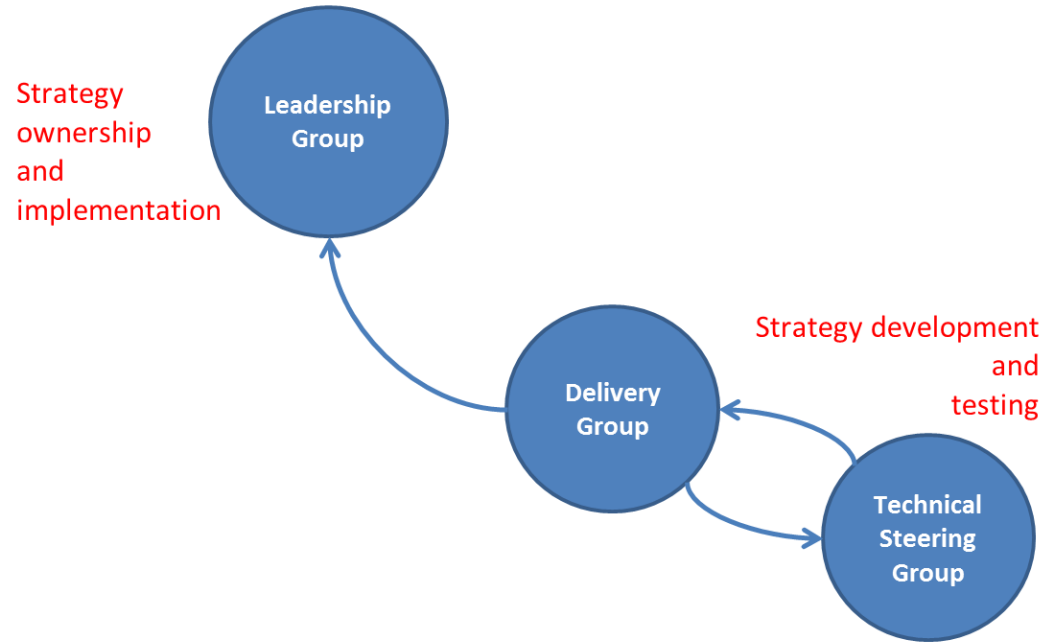 Strategy
ownership
and
implementation
Leadership
Group
Delivery
Group
Strategy development
and
testing
Technical
Steering
Group